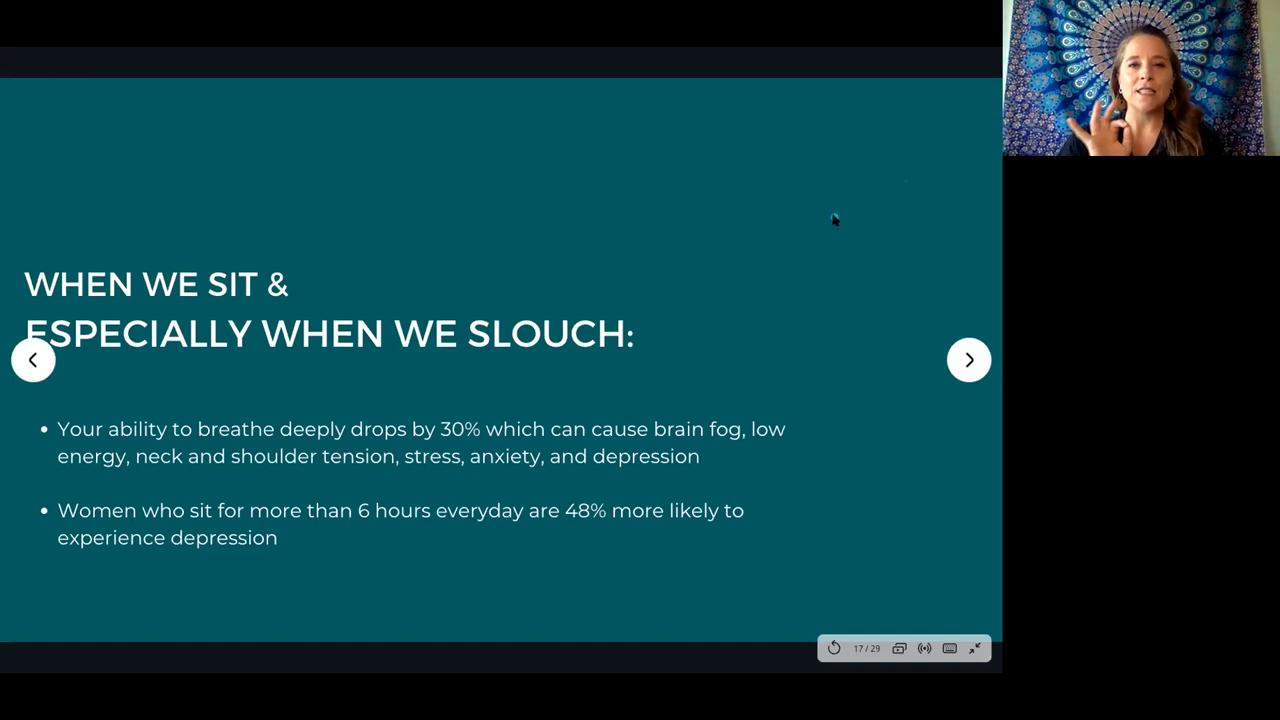 WHEN WE SIT &
ESPECIALLY WHEN WE SLOUCH:
• Your ability to breathe deeply drops by 30% which can cause brain fog, low
energy, neck and shoulder tension, stress, anxiety, and depression
• Women who sit for more than 6 hours everyday are 48% more likely to
experience depression
17 / 29